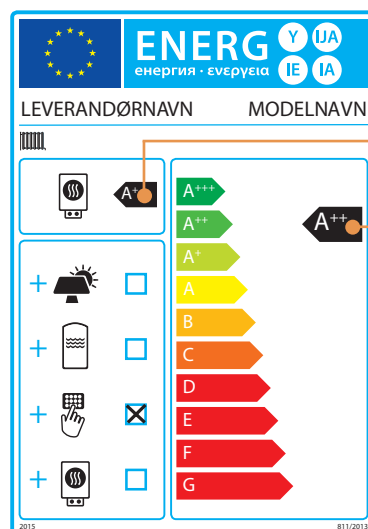 ENERG Y IJA
енергия · ενεργεια IE IA
LEVERANDØRNAVN MODELNAVN
A+
A+++
A++
A++
A+
A
B
C
D
E
F
G
+
+
+
+
2015 811/2013